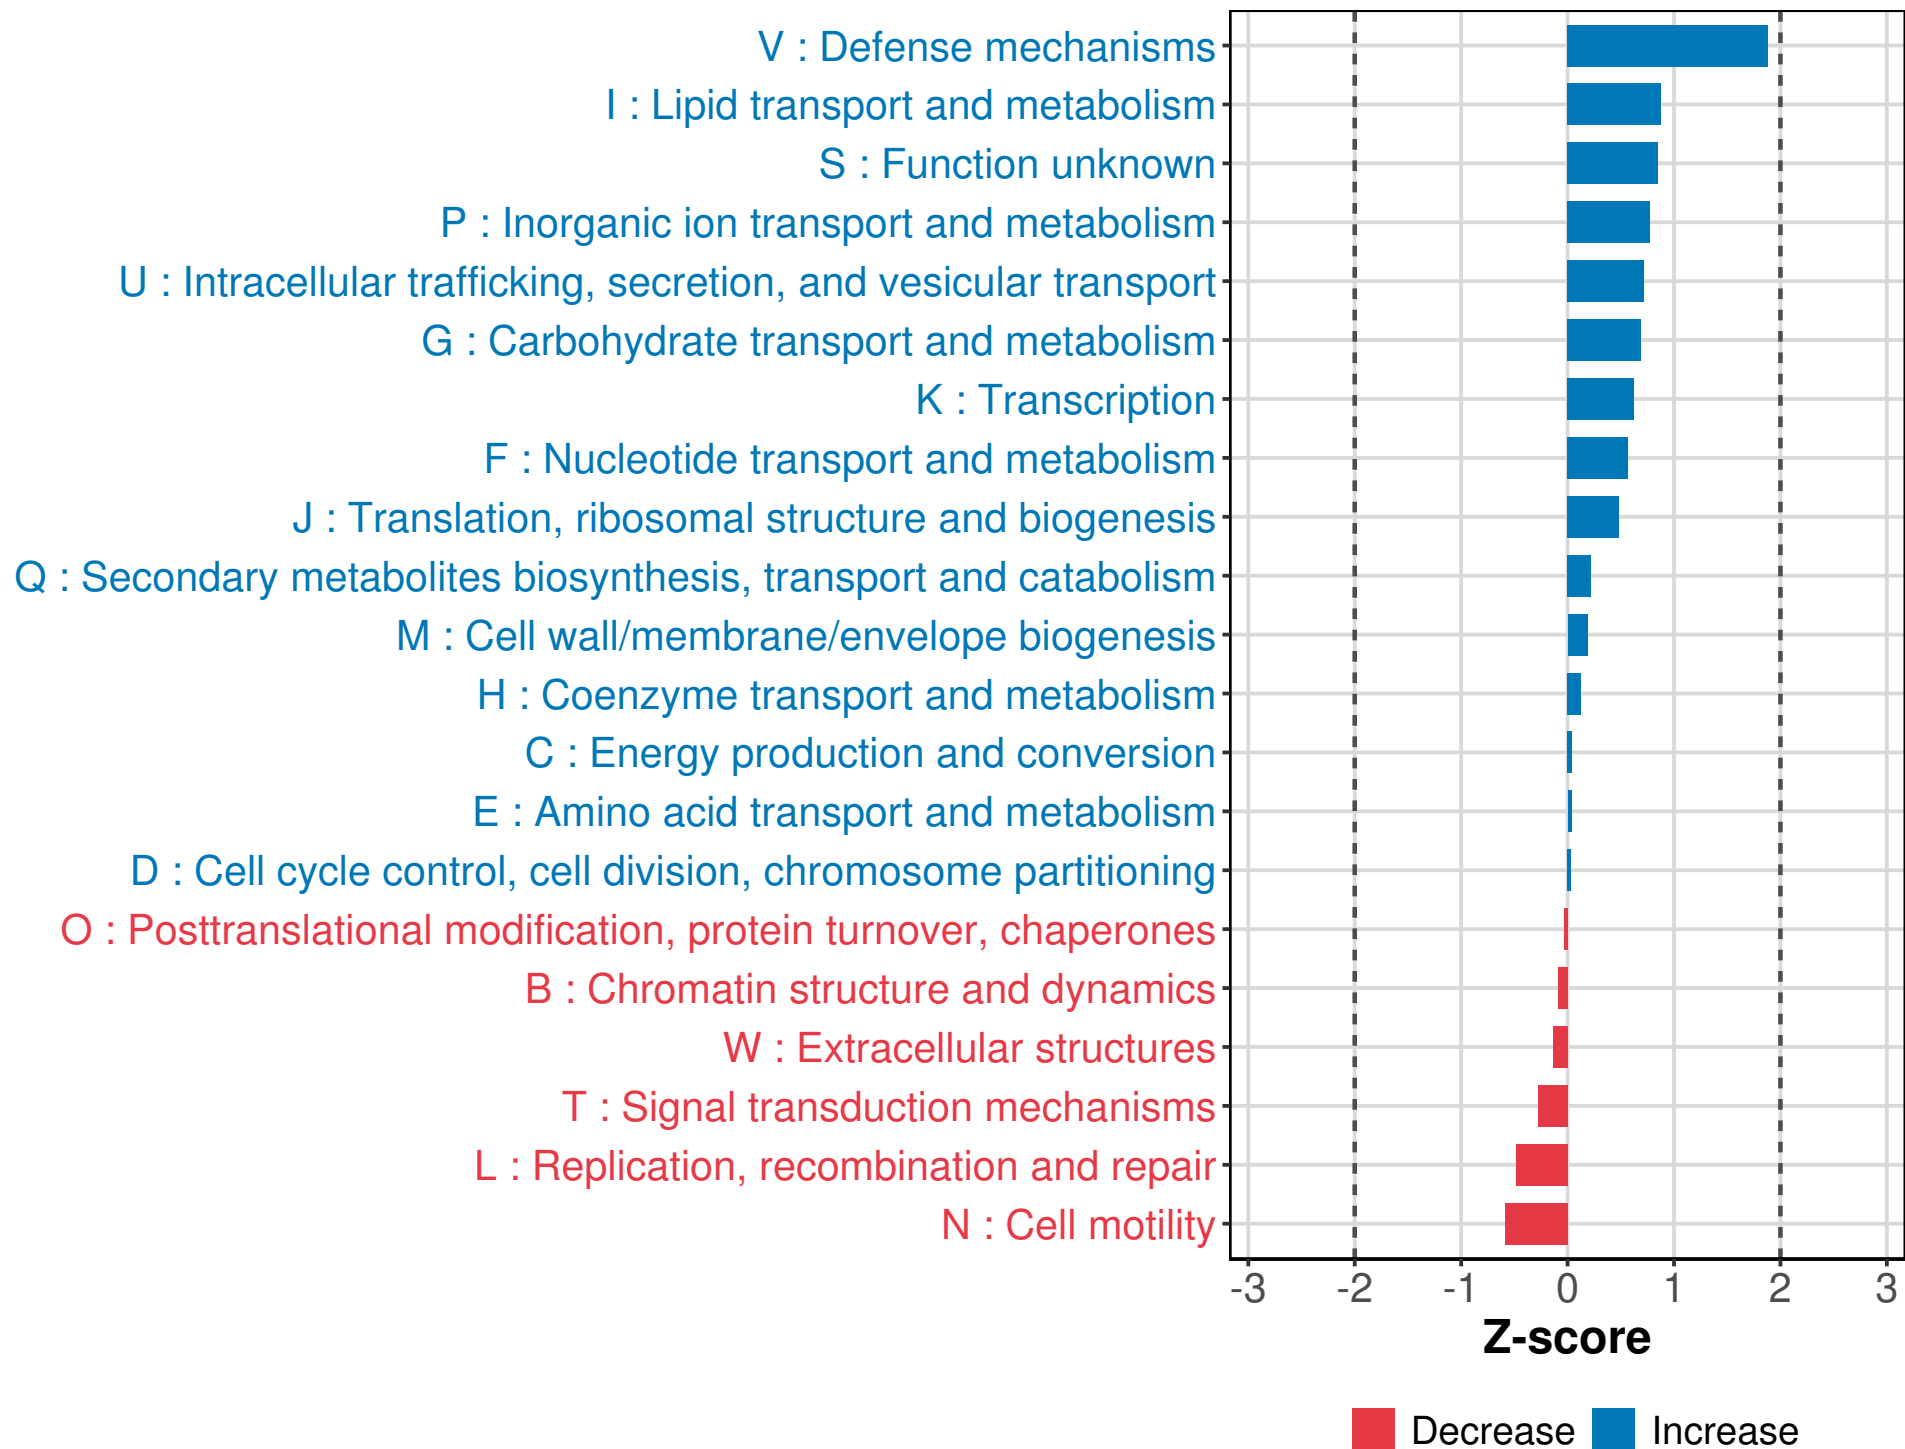 V : Defense mechanisms
I : Lipid transport and metabolism
S : Function unknown
P : Inorganic ion transport and metabolism
U : Intracellular trafficking, secretion, and vesicular transport
G : Carbohydrate transport and metabolism
K : Transcription
F : Nucleotide transport and metabolism
J : Translation, ribosomal structure and biogenesis
Q : Secondary metabolites biosynthesis, transport and catabolism
M : Cell wall/membrane/envelope biogenesis
H : Coenzyme transport and metabolism
C : Energy production and conversion
E : Amino acid transport and metabolism
D : Cell cycle control, cell division, chromosome partitioning
O : Posttranslational modification, protein turnover, chaperones
B : Chromatin structure and dynamics
W : Extracellular structures
T : Signal transduction mechanisms
L : Replication, recombination and repair
N : Cell motility
-3 -2 -1 0 1 2 3
Z-score
Decrease Increase